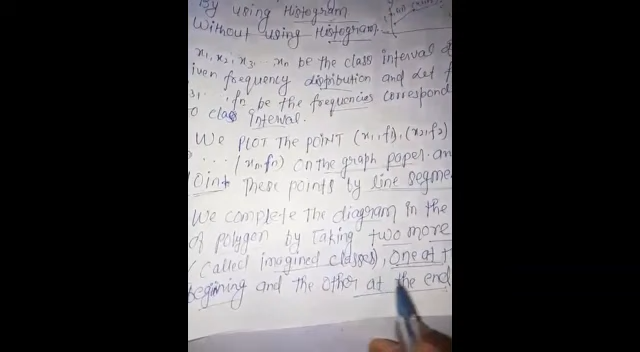 By using Histogram
Without using Histogram
x1, x2, x3, ... xn be the class interval
iven frequency distribution and let f
3, .. fn be the frequencies correspond
o class Interval.
We PLOT The POINT (x1, f1), (x2, f2)
.... (xn, fn) on the graph paper. an
Joint These points by line segme
We complete The diagram in the
of polygon by Taking two more
(called imagined classes), one at t
begining and The other at the end